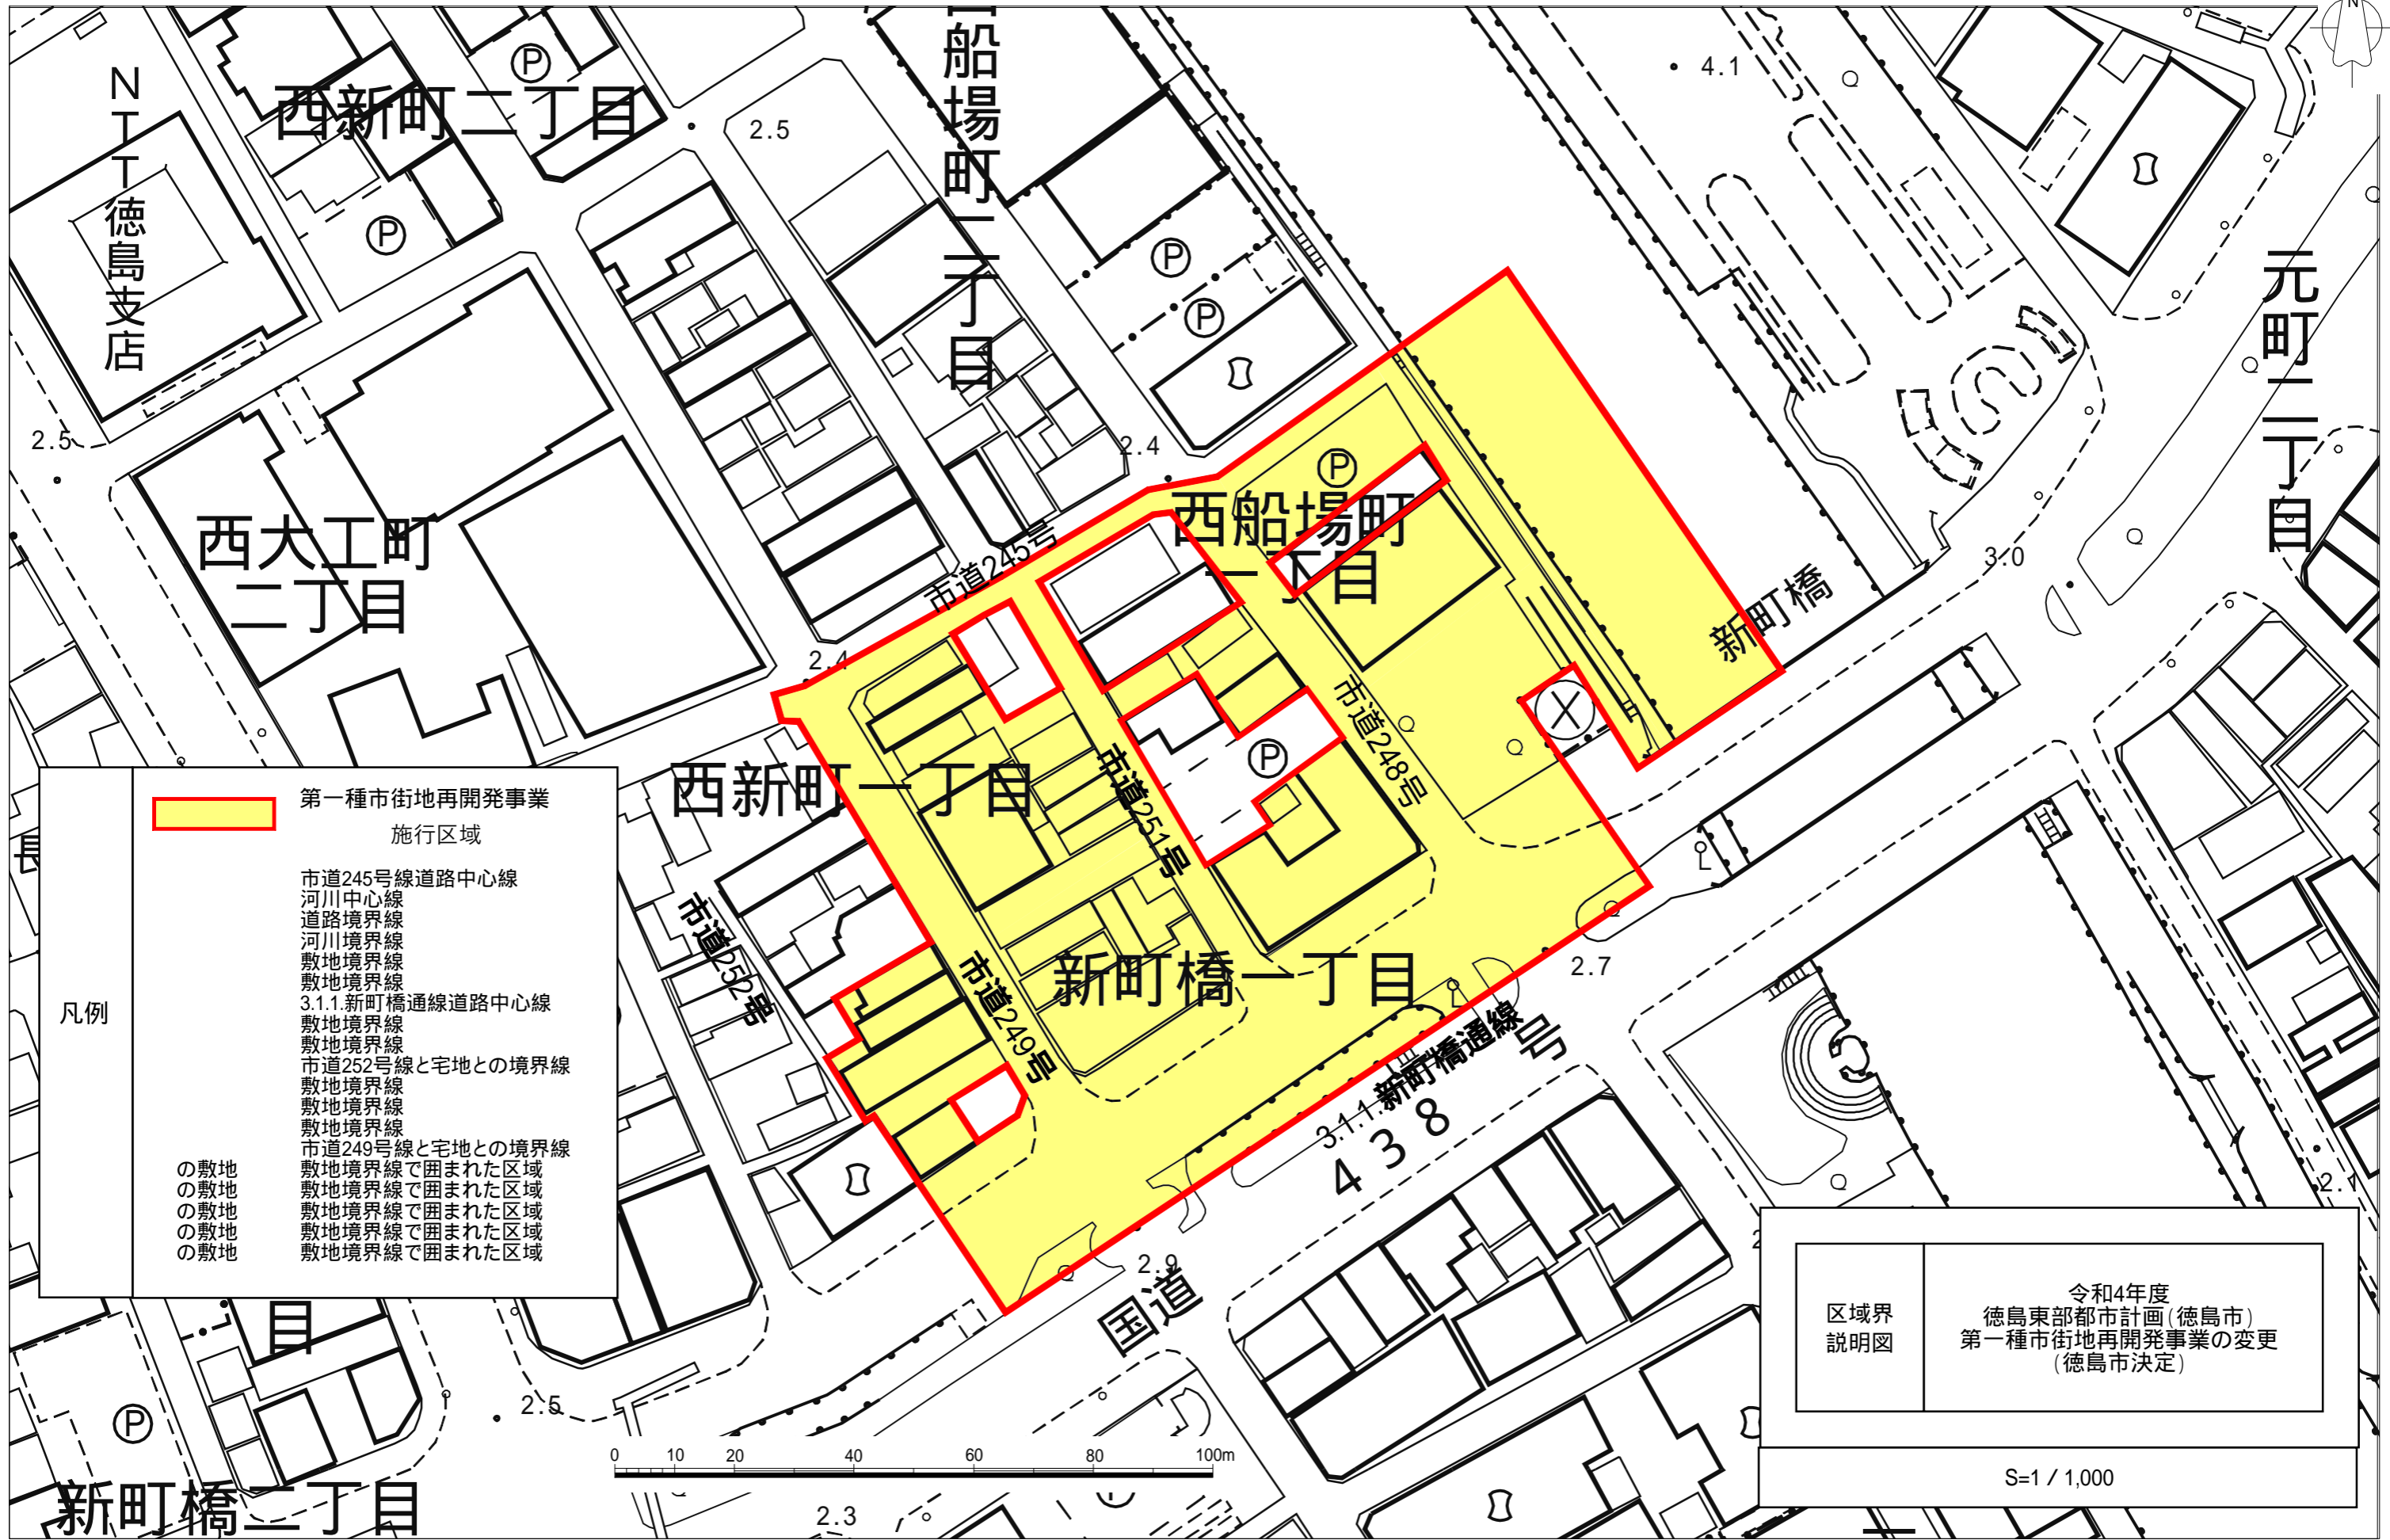 N
NTT徳島支店
西新町二丁目
P
P
2.5
船場町二丁目
P
P
4.1
元町二丁目
2.5
西大工町
二丁目
2.4
2.4
市道245号
西船場町
一丁目
P
新町橋
3.0
市道248号
P
西新町一丁目
市道251号
市道252号
市道249号
新町橋一丁目
2.7
3.1.1.新町橋通線
国道
438
号
2.9
2.1
凡例
第一種市街地再開発事業
施行区域
市道245号線道路中心線
河川中心線
道路境界線
河川境界線
敷地境界線
敷地境界線
3.1.1.新町橋通線道路中心線
敷地境界線
敷地境界線
市道252号線と宅地との境界線
敷地境界線
敷地境界線
敷地境界線
市道249号線と宅地との境界線
の敷地 敷地境界線で囲まれた区域
の敷地 敷地境界線で囲まれた区域
の敷地 敷地境界線で囲まれた区域
の敷地 敷地境界線で囲まれた区域
の敷地 敷地境界線で囲まれた区域
目
長
P
2.5
新町橋二丁目
2.3
0 10 20 40 60 80 100m
区域界
説明図
令和4年度
徳島東部都市計画(徳島市)
第一種市街地再開発事業の変更
(徳島市決定)
S=1 / 1,000